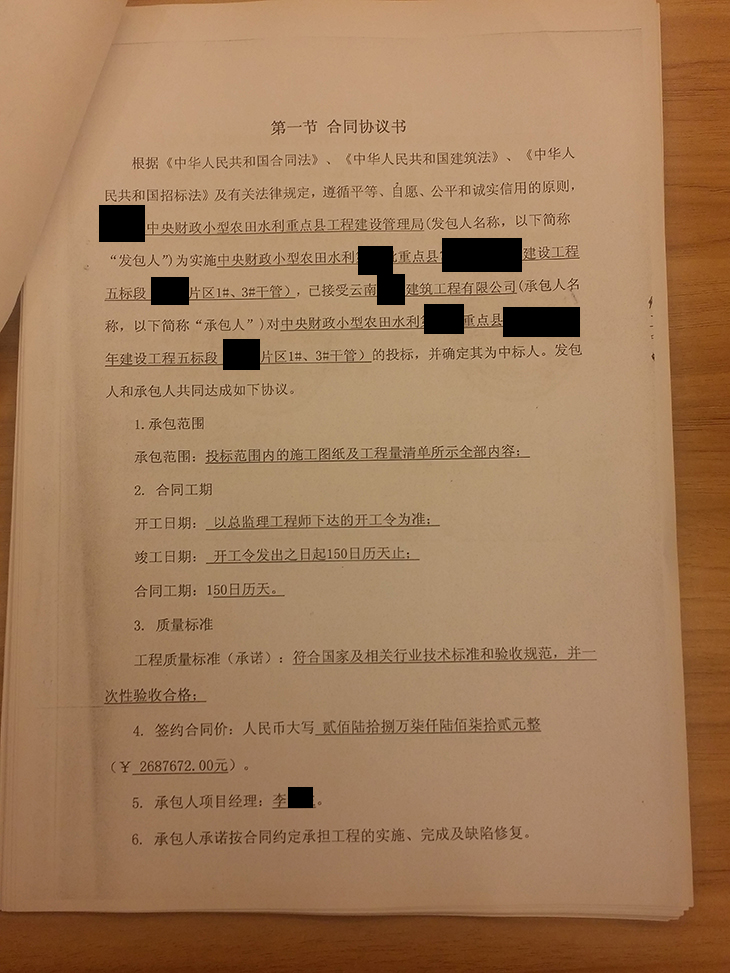 第一节 合同协议书
根据《中华人民共和国合同法》、《中华人民共和国建筑法》、《中华人
民共和国招标法》及有关法律规定，遵循平等、自愿、公平和诚实信用的原则，
中央财政小型农田水利重点县工程建设管理局(发包人名称，以下简称
“发包人”)为实施中央财政小型农田水利 重点县 建设工程
五标段 片区1#、3#干管），已接受云南 建筑工程有限公司(承包人名
称，以下简称“承包人”)对中央财政小型农田水利 重点县
年建设工程五标段 片区1#、3#干管）的投标，并确定其为中标人。发包
人和承包人共同达成如下协议。
1.承包范围
承包范围：投标范围内的施工图纸及工程量清单所示全部内容；
2. 合同工期
开工日期： 以总监理工程师下达的开工令为准；
竣工日期： 开工令发出之日起150日历天止；
合同工期：150日历天。
3. 质量标准
工程质量标准（承诺）：符合国家及相关行业技术标准和验收规范，并一
次性验收合格；
4. 签约合同价：人民币大写 贰佰陆拾捌万柒仟陆佰柒拾贰元整
（￥ 2687672.00元）。
5. 承包人项目经理：李 。
6. 承包人承诺按合同约定承担工程的实施、完成及缺陷修复。